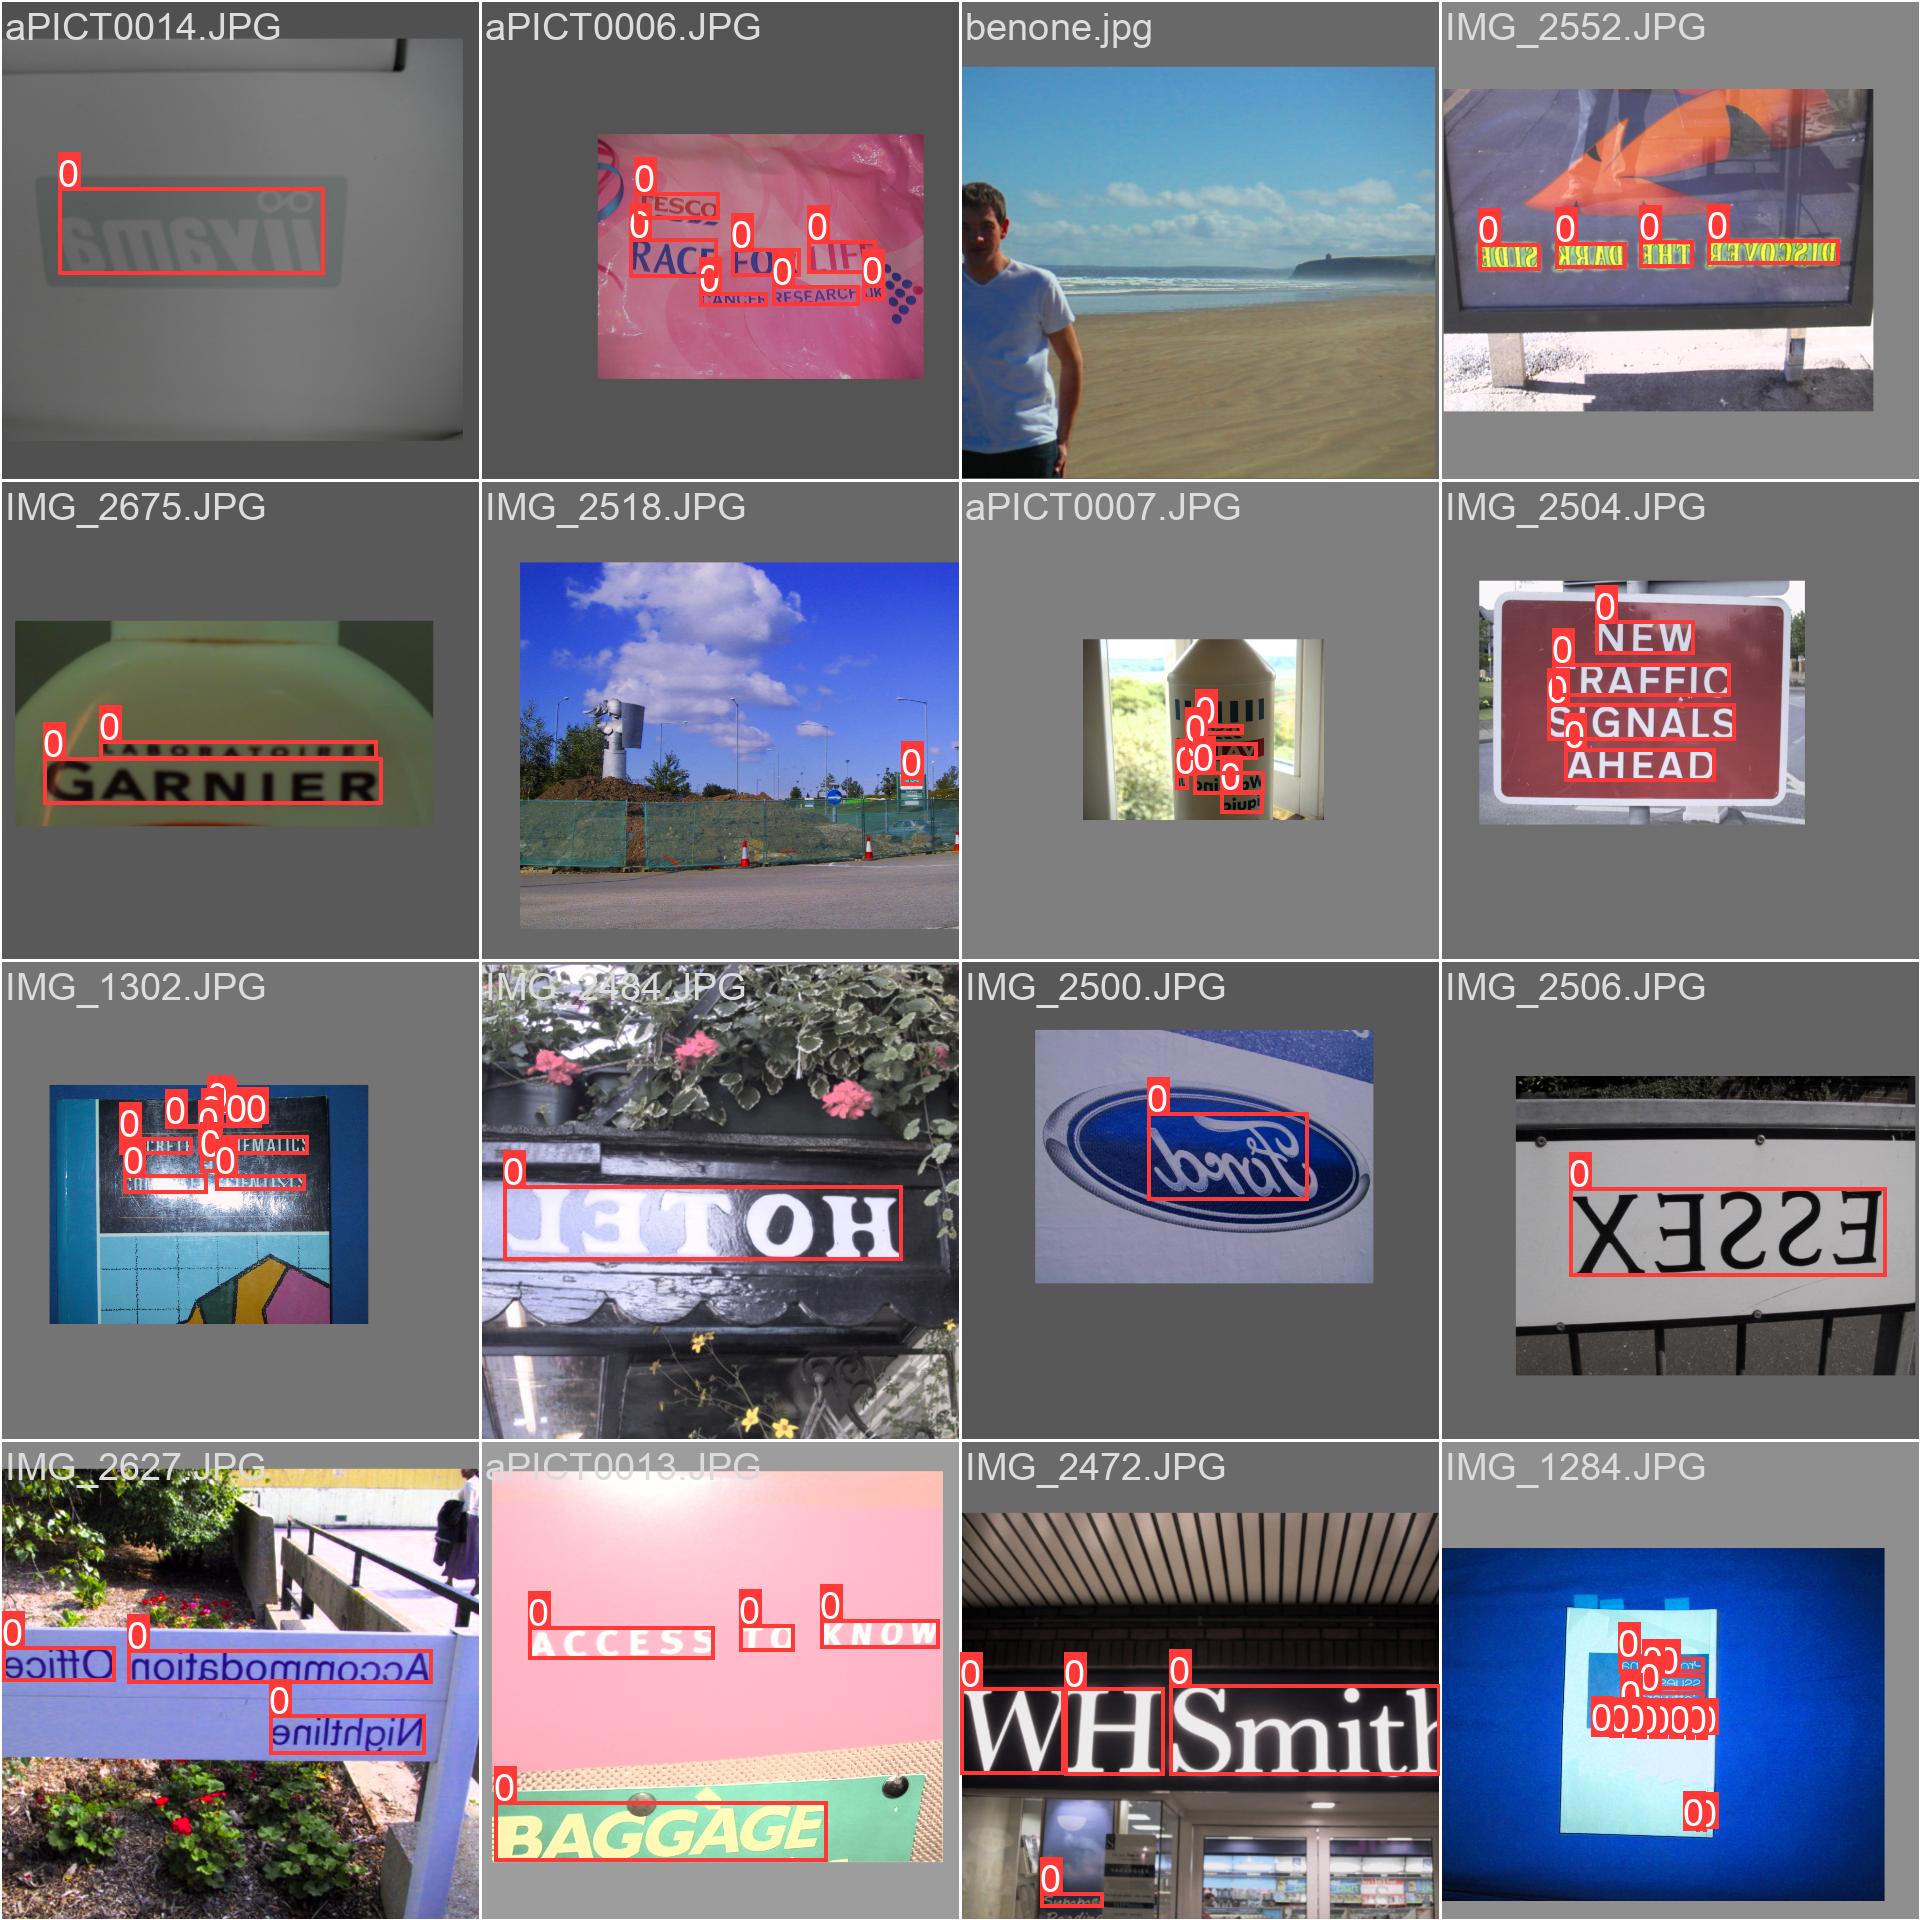 aPICT0014.JPG
0
iiyama
aPICT0006.JPG
0
TESCO
0 0 0
RACE FOR LIFE
0 0 0
CANCER RESEARCH UK
benone.jpg
IMG_2552.JPG
0 0 0 0
DISCOVER THE DARK SIDE
IMG_2675.JPG
0 0
LABORATOIRES
GARNIER
IMG_2518.JPG
0
aPICT0007.JPG
0
0
0 0 0
IMG_2504.JPG
0
NEW
0
TRAFFIC
0
SIGNALS
0
AHEAD
IMG_1302.JPG
0 0 0 0 0
0 0 0
0 0
IMG_2484.JPG
0
HOTEL
IMG_2500.JPG
0
Ford
IMG_2506.JPG
0
ESSEX
IMG_2627.JPG
0 0
Accommodation Office
0
Nightline
aPICT0013.JPG
0 0 0
ACCESS TO KNOW
0
BAGGAGE
IMG_2472.JPG
0 0 0
WHSmith
0
Summer
Reading
IMG_1284.JPG
0